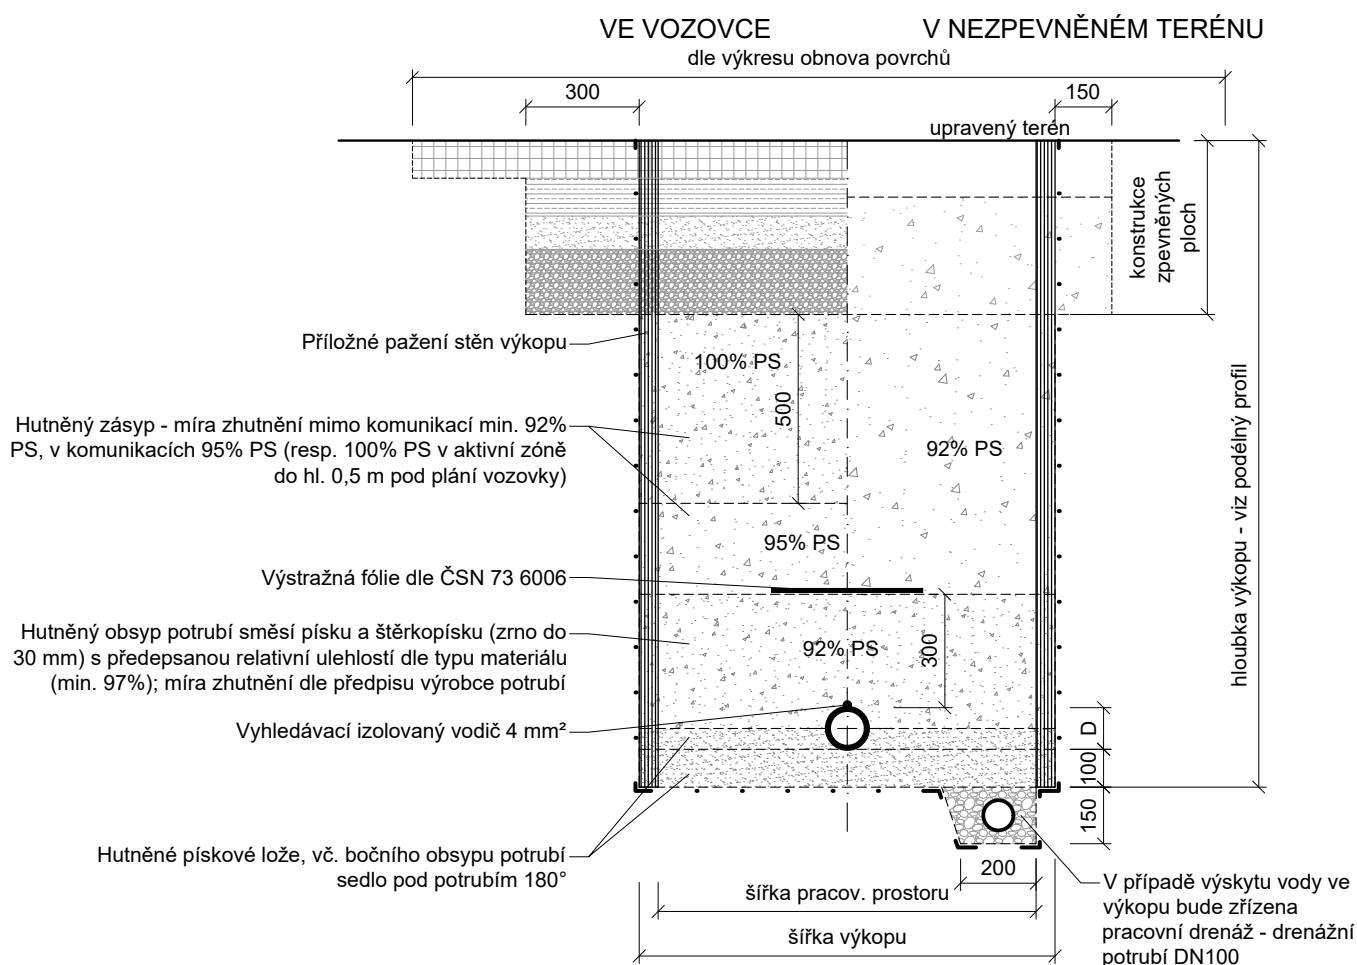 VE VOZOVCE
V NEZPEVNĚNÉM TERÉNU
dle výkresu obnova povrchů
300
150
upravený terén
konstrukce
zpevněných
ploch
Příložné pažení stěn výkopu
100% PS
500
Hutněný zásyp - míra zhutnění mimo komunikací min. 92%
PS, v komunikacích 95% PS (resp. 100% PS v aktivní zóně
do hl. 0,5 m pod plání vozovky)
92% PS
hloubka výkopu - viz podélný profil
95% PS
Výstražná fólie dle ČSN 73 6006
Hutněný obsyp potrubí směsí písku a štěrkopísku (zrno do
30 mm) s předepsanou relativní ulehlostí dle typu materiálu
(min. 97%); míra zhutnění dle předpisu výrobce potrubí
92% PS
300
Vyhledávací izolovaný vodič 4 mm²
D
100
150
Hutněné pískové lože, vč. bočního obsypu potrubí
sedlo pod potrubím 180°
200
šířka pracov. prostoru
šířka výkopu
V případě výskytu vody ve
výkopu bude zřízena
pracovní drenáž - drenážní
potrubí DN100